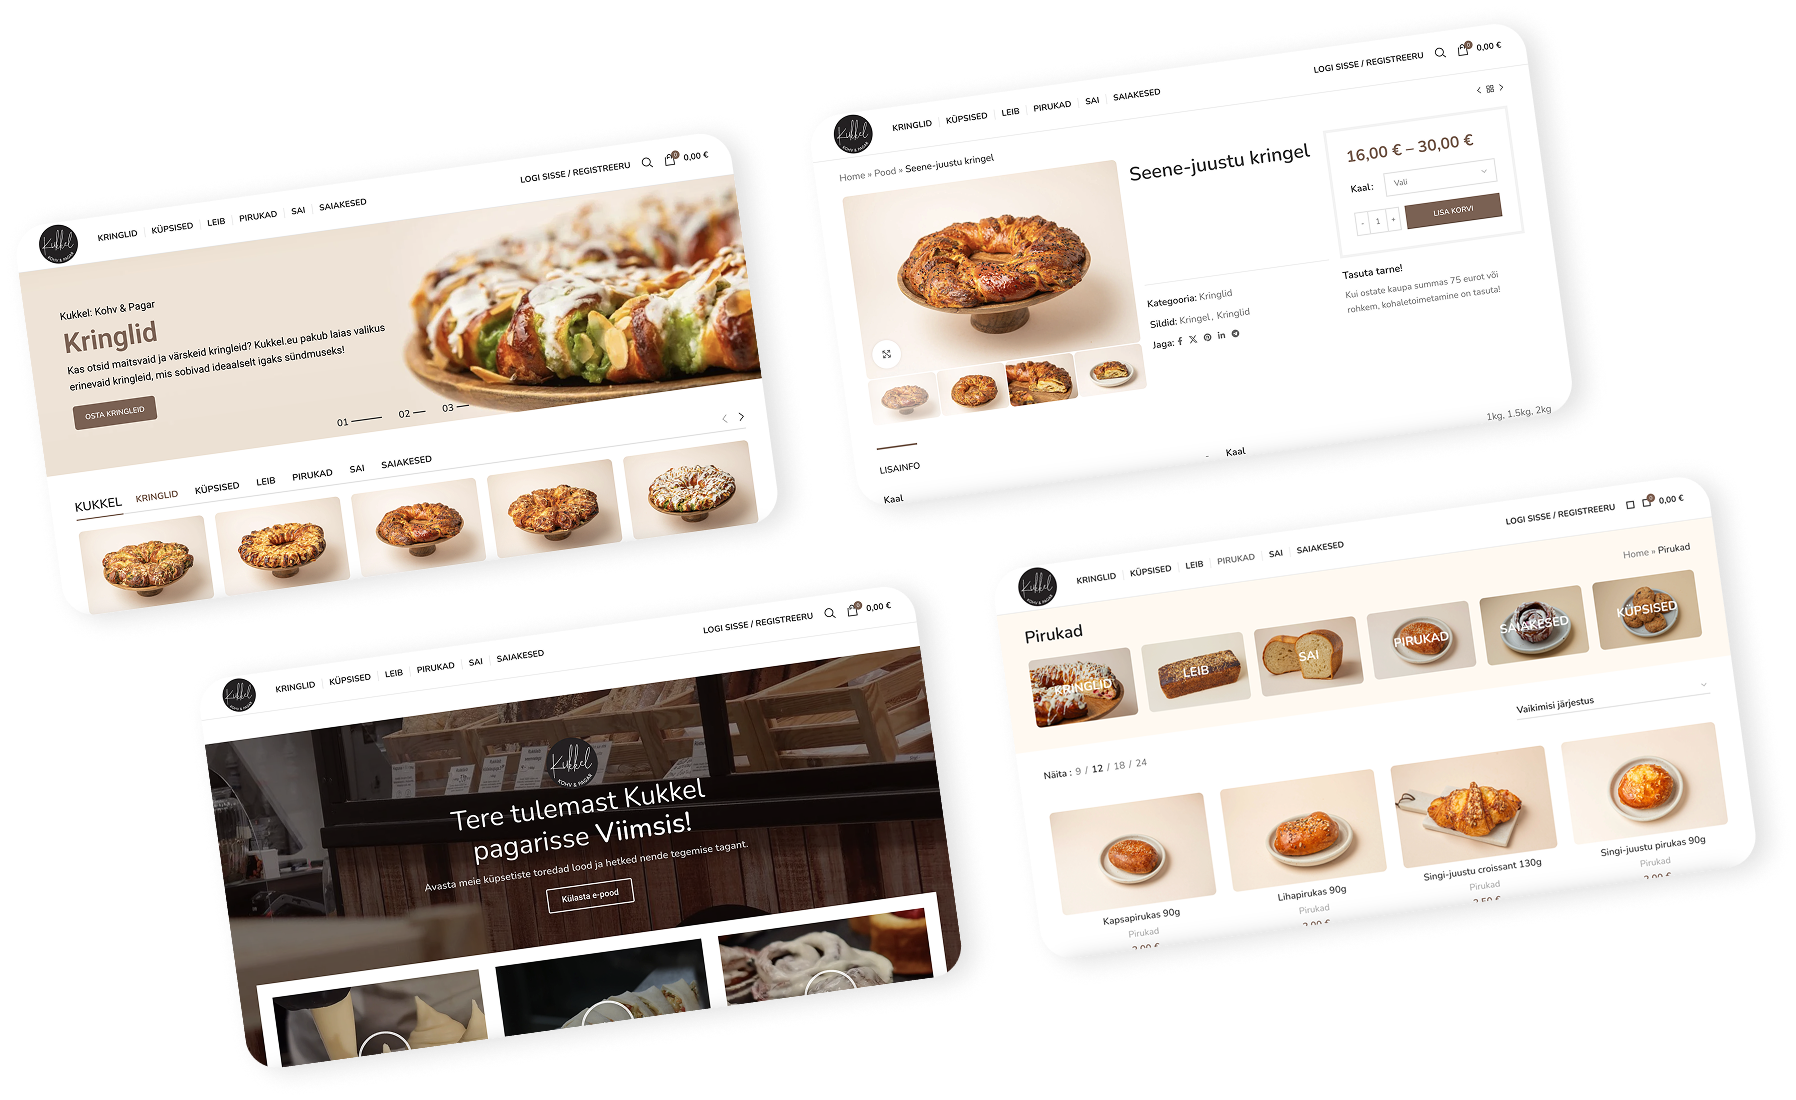 Kukkel
KOHV & PAGAR
KRINGLID
KÜPSISED
LEIB
PIRUKAD
SAI
SAIAKESED
LOGI SISSE / REGISTREERU
0
0,00 €
Kukkel: Kohv & Pagar
Kringlid
Kas otsid maitsvaid ja värskeid kringleid? Kukkel.eu pakub laias valikus
erinevaid kringleid, mis sobivad ideaalselt igaks sündmuseks!
OSTA KRINGLEID
01
02
03
KUKKEL
KRINGLID
KÜPSISED
LEIB
PIRUKAD
SAI
SAIAKESED
Kukkel
KOHV & PAGAR
KRINGLID
KÜPSISED
LEIB
PIRUKAD
SAI
SAIAKESED
LOGI SISSE / REGISTREERU
0
0,00 €
Home » Pood » Seene-juustu kringel
Seene-juustu kringel
16,00 € – 30,00 €
Kaal:
Vali
- 1 +
LISA KORVI
Kategooria: Kringlid
Sildid: Kringel, Kringlid
Jaga:
Tasuta tarne!
Kui ostate kaupa summas 75 eurot või
rohkem, kohaletoimetamine on tasuta!
LISAINFO
Kaal
Kaal
1kg, 1.5kg, 2kg
Kukkel
KOHV & PAGAR
KRINGLID
KÜPSISED
LEIB
PIRUKAD
SAI
SAIAKESED
LOGI SISSE / REGISTREERU
0
0,00 €
Kukkel
KOHV & PAGAR
Tere tulemast Kukkel
pagarisse Viimsis!
Avasta meie küpsetiste toredad lood ja hetked nende tegemise tagant.
Külasta e-pood
Kukkel
KOHV & PAGAR
KRINGLID
KÜPSISED
LEIB
PIRUKAD
SAI
SAIAKESED
LOGI SISSE / REGISTREERU
0
0,00 €
Home » Pirukad
Pirukad
KRINGLID
LEIB
SAI
PIRUKAD
SAIAKESED
KÜPSISED
Näita : 9 / 12 / 18 / 24
Vaikimisi järjestus
Kapsapirukas 90g
Pirukad
Lihapirukas 90g
Pirukad
Singi-juustu croissant 130g
Pirukad
Singi-juustu pirukas 90g
Pirukad